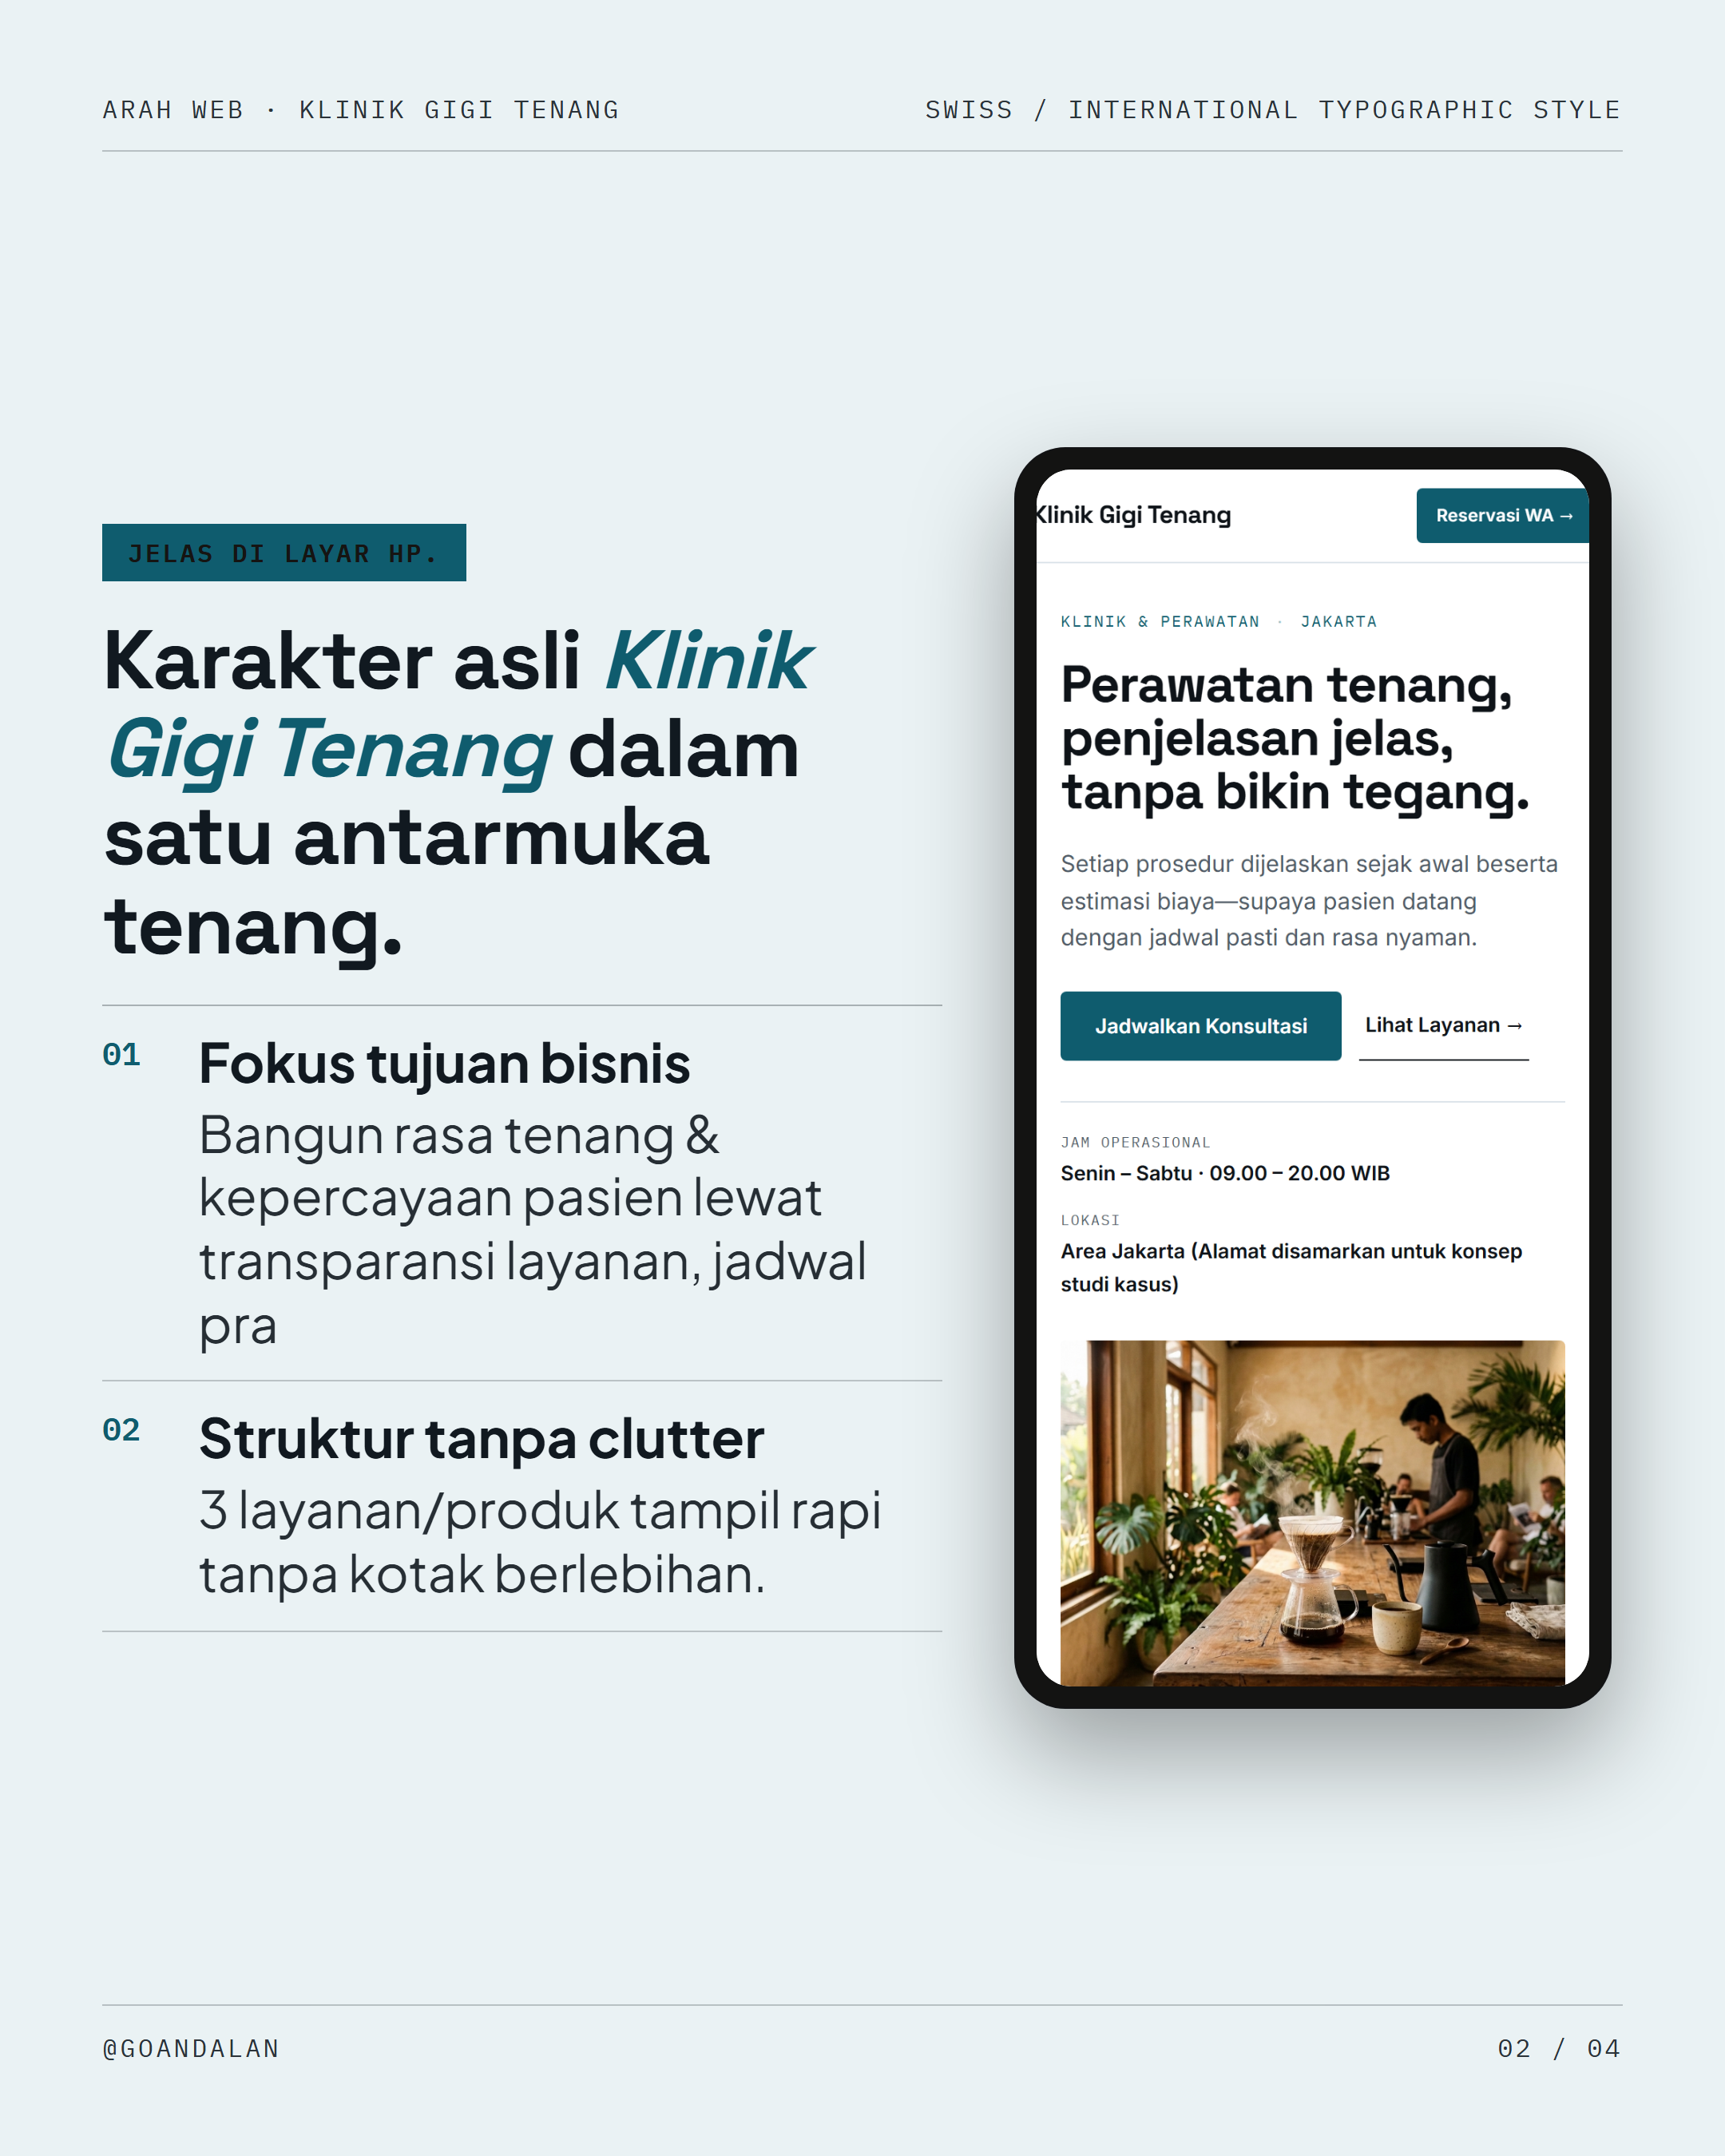 ARAH WEB · KLINIK GIGI TENANG
SWISS / INTERNATIONAL TYPOGRAPHIC STYLE
JELAS DI LAYAR HP.
Karakter asli Klinik
Gigi Tenang dalam
satu antarmuka
tenang.
01
Fokus tujuan bisnis
Bangun rasa tenang &
kepercayaan pasien lewat
transparansi layanan, jadwal
pra
02
Struktur tanpa clutter
3 layanan/produk tampil rapi
tanpa kotak berlebihan.
Klinik Gigi Tenang
Reservasi WA →
KLINIK & PERAWATAN · JAKARTA
Perawatan tenang,
penjelasan jelas,
tanpa bikin tegang.
Setiap prosedur dijelaskan sejak awal beserta
estimasi biaya—supaya pasien datang
dengan jadwal pasti dan rasa nyaman.
Jadwalkan Konsultasi
Lihat Layanan →
JAM OPERASIONAL
Senin – Sabtu · 09.00 – 20.00 WIB
LOKASI
Area Jakarta (Alamat disamarkan untuk konsep
studi kasus)
@GOANDALAN
02 / 04